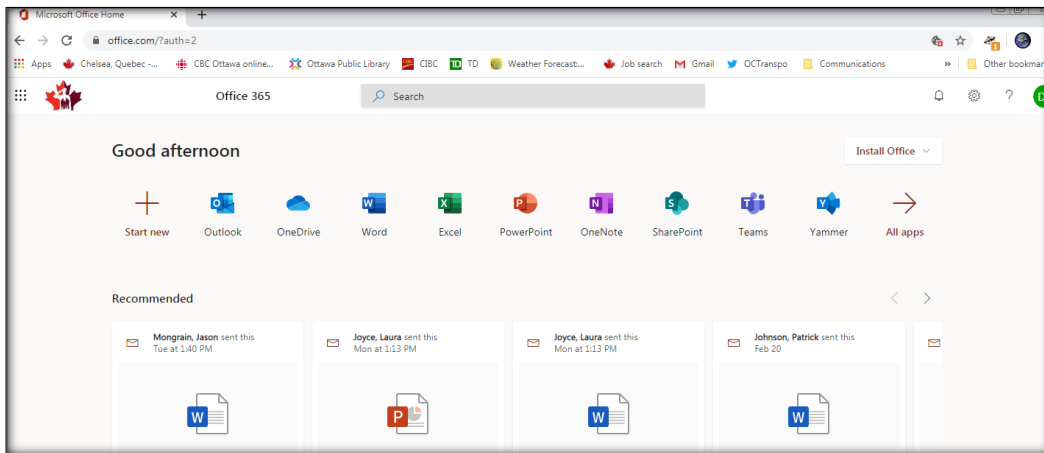 Microsoft Office Home
office.com/?auth=2
Apps Chelsea, Quebec -... CBC Ottawa online... Ottawa Public Library CIBC TD Weather Forecast:... Job search Gmail OCTranspo Communications » Other bookmar
Office 365 Search ?
Good afternoon Install Office
Start new Outlook OneDrive Word Excel PowerPoint OneNote SharePoint Teams Yammer All apps
Recommended
Mongrain, Jason sent this
Tue at 1:40 PM
Joyce, Laura sent this
Mon at 1:13 PM
Joyce, Laura sent this
Mon at 1:13 PM
Johnson, Patrick sent this
Feb 20